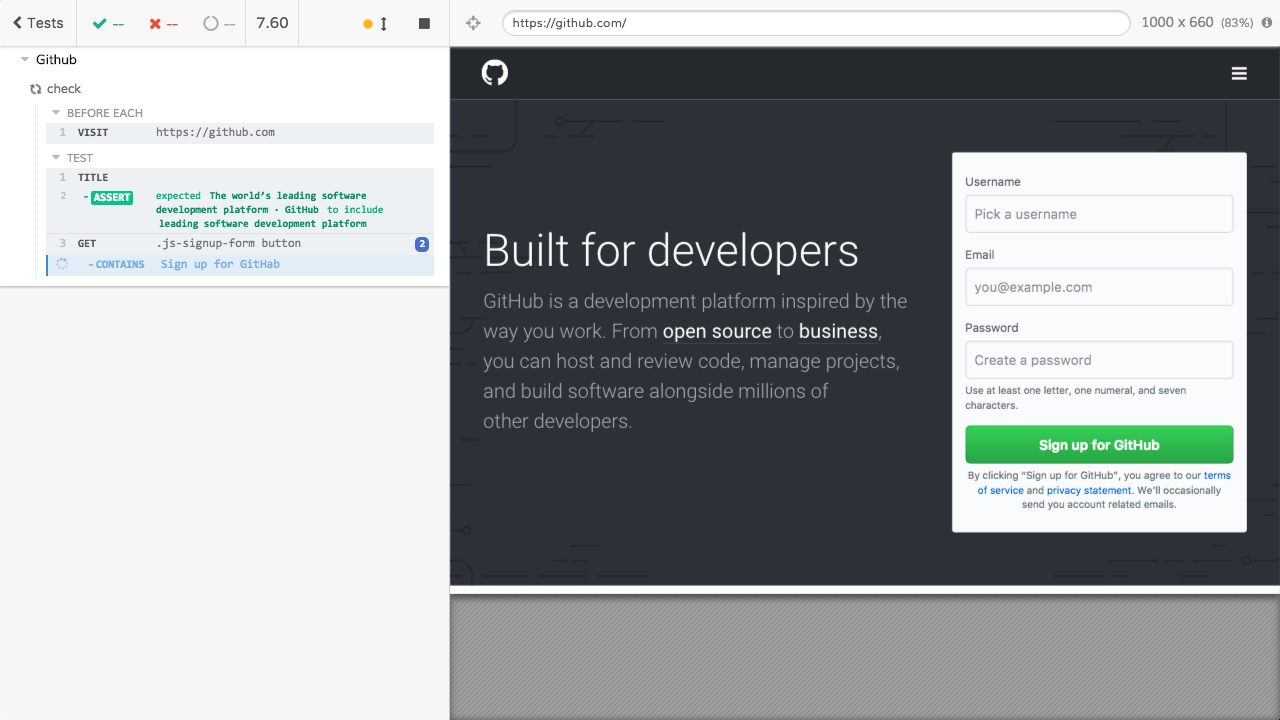 Tests
--
--
--
7.60
https://github.com/
1000 x 660 (83%)
Github
check
BEFORE EACH
1 VISIT https://github.com
TEST
1 TITLE
2 - ASSERT expected The world's leading software
development platform · GitHub to include
leading software development platform
3 GET .js-signup-form button 2
- CONTAINS Sign up for GitHab
Built for developers
GitHub is a development platform inspired by the
way you work. From open source to business,
you can host and review code, manage projects,
and build software alongside millions of
other developers.
Username
Pick a username
Email
you@example.com
Password
Create a password
Use at least one letter, one numeral, and seven
characters.
Sign up for GitHub
By clicking “Sign up for GitHub”, you agree to our terms
of service and privacy statement. We’ll occasionally
send you account related emails.